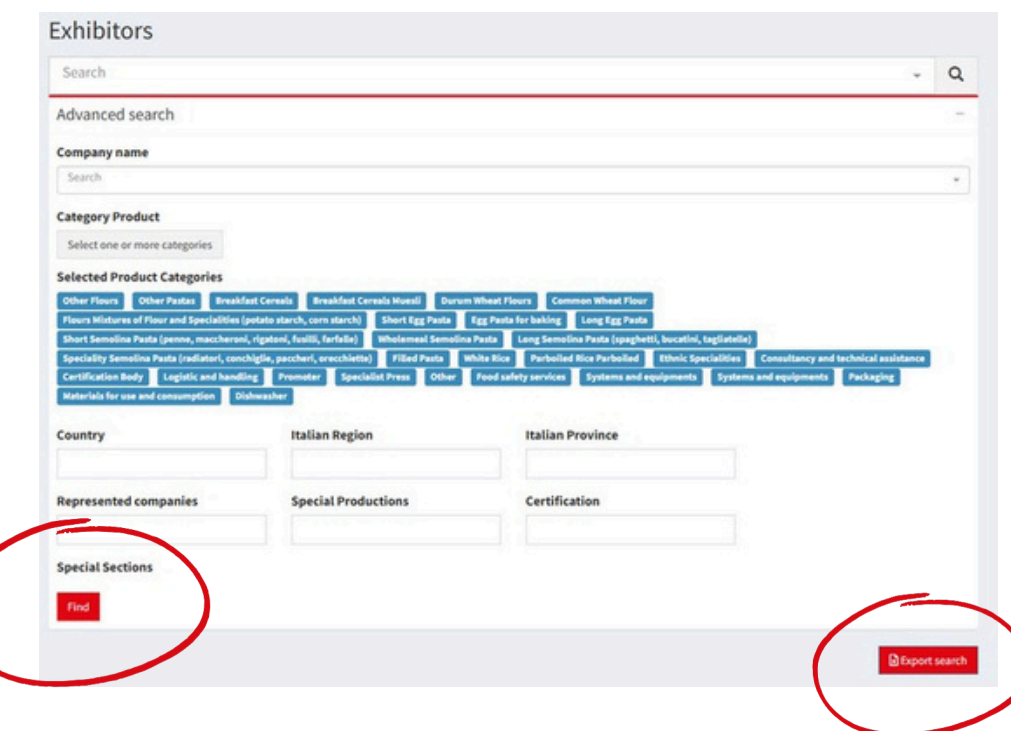 Exhibitors
Search
Advanced search
Company name
Search
Category Product
Select one or more categories
Selected Product Categories
Other Flours Other Pastas Breakfast Cereals Breakfast Cereals Muesli Durum Wheat Flours Common Wheat Flour
Flours Mixtures of Flour and Specialities (potato starch, corn starch) Short Egg Pasta Egg Pasta for baking Long Egg Pasta
Short Semolina Pasta (penne, maccheroni, rigatoni, fusilli, farfalle) Wholemeal Semolina Pasta Long Semolina Pasta (spaghetti, bucatini, tagliatelle)
Speciality Semolina Pasta (radiatori, conchiglie, paccheri, orecchiette) Filled Pasta White Rice Parboiled Rice Parboiled Ethnic Specialities Consultancy and technical assistance
Certification Body Logistic and handling Promoter Specialist Press Other Food safety services Systems and equipments Systems and equipments Packaging
Materials for use and consumption Dishwasher
Country Italian Region Italian Province
Represented companies Special Productions Certification
Special Sections
Find
Export search